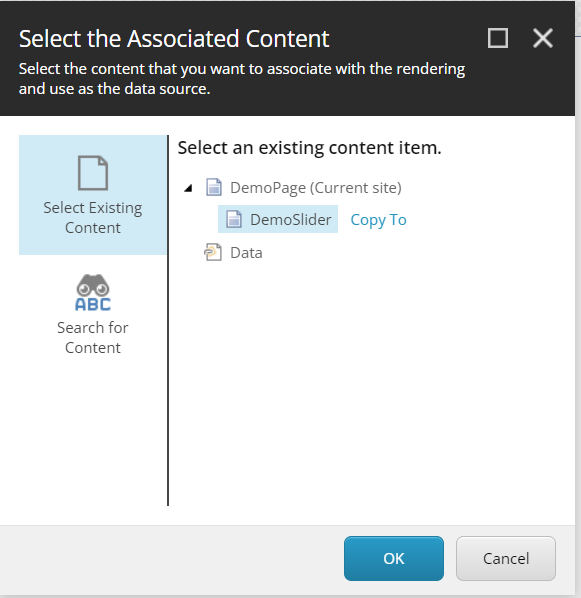 Select the Associated Content
Select the content that you want to associate with the rendering
and use as the data source.
Select Existing
Content
ABC
Search for
Content
Select an existing content item.
DemoPage (Current site)
DemoSlider Copy To
Data
OK Cancel